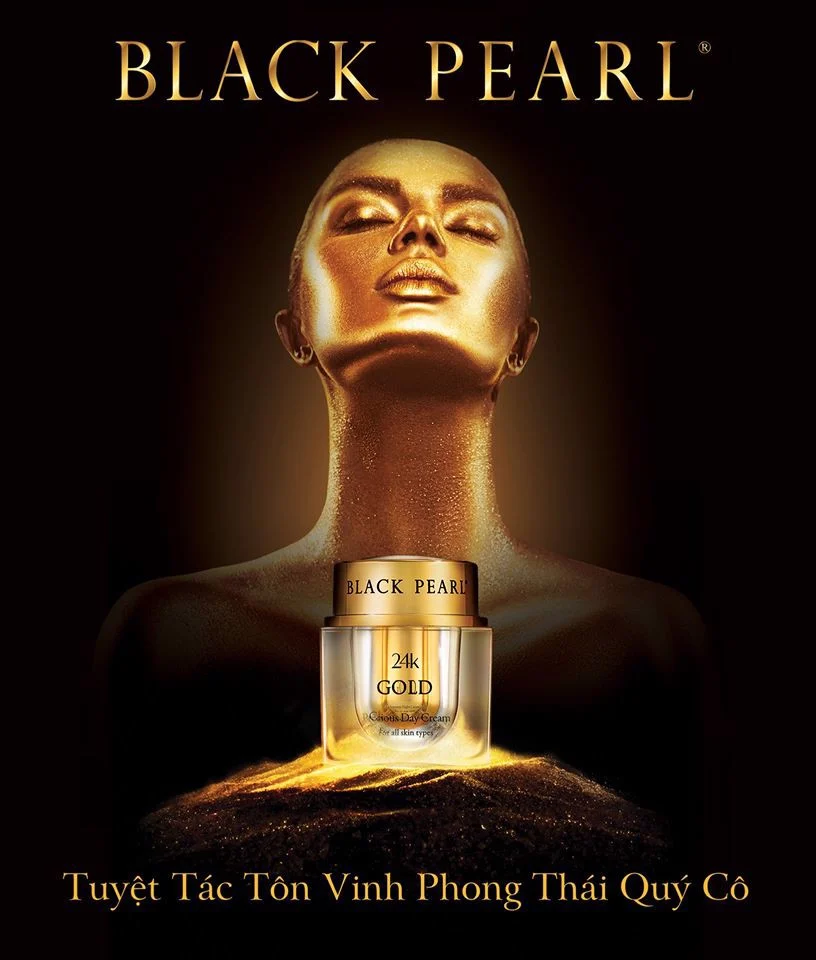 BLACK PEARL®
BLACK PEARL®
24k
GOLD
Day Cream
For all skin types
Tuyệt Tác Tôn Vinh Phong Thái Quý Cô